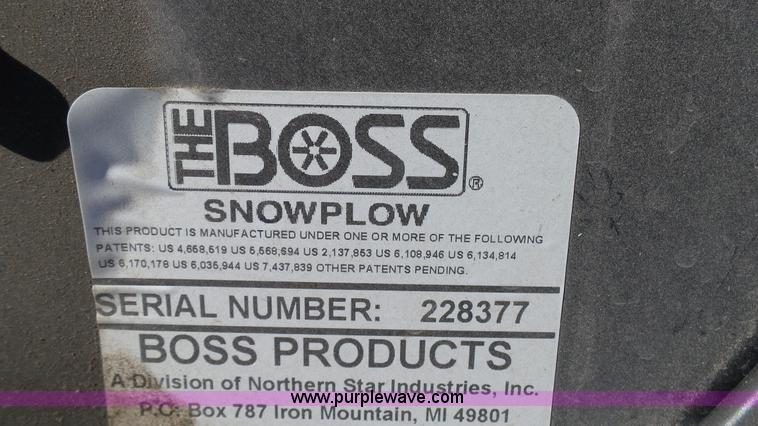 THE BOSS®
SNOWPLOW
THIS PRODUCT IS MANUFACTURED UNDER ONE OR MORE OF THE FOLLOWING
PATENTS: US 4,658,519 US 5,568,694 US 2,137,853 US 6,108,946 US 6,134,814
US 6,170,178 US 6,035,944 US 7,437,839 OTHER PATENTS PENDING.
SERIAL NUMBER: 228377
BOSS PRODUCTS
A Division of Northern Star Industries, Inc.
www.purplewave.com
P.O. Box 787 Iron Mountain, MI 49801